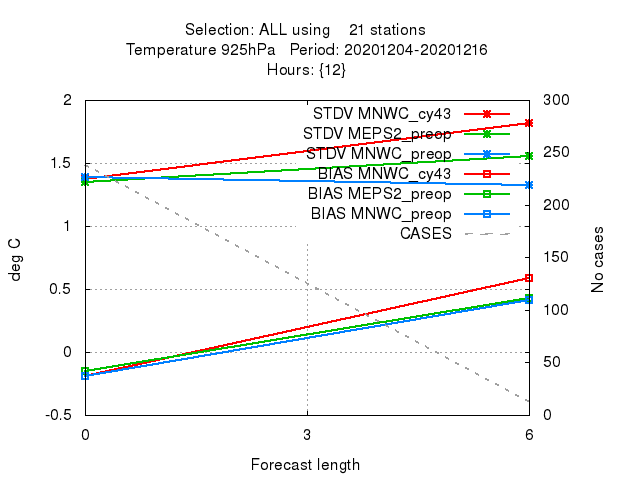 Selection: ALL using    21 stations
Temperature 925hPa   Period: 20201204-20201216
Hours: {12}
2
1.5
1
0.5
0
-0.5
deg C
STDV MNWC_cy43
STDV MEPS2_preop
STDV MNWC_preop
BIAS MNWC_cy43
BIAS MEPS2_preop
BIAS MNWC_preop
CASES
300
250
200
150
100
50
0
No cases
0
3
6
Forecast length